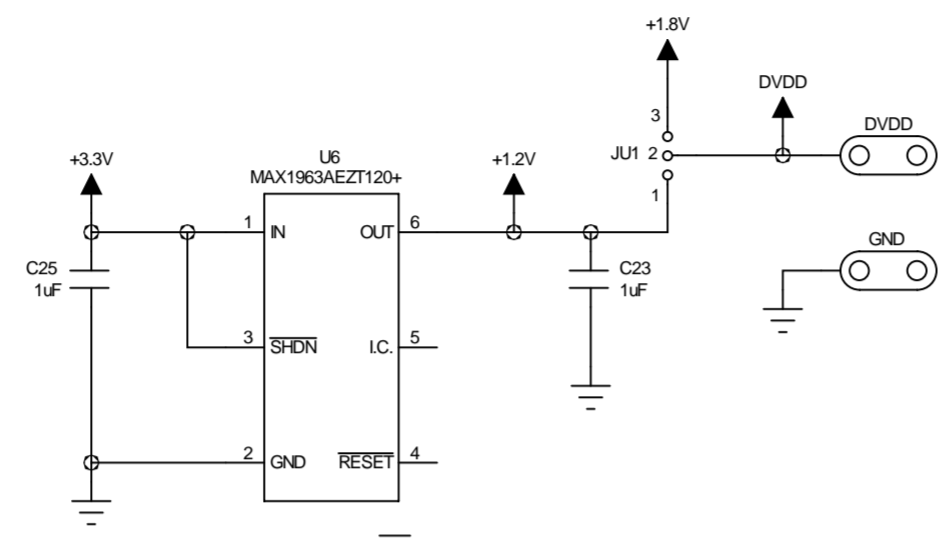 +1.8V
DVDD
3
DVDD
JU1 2
+3.3V
U6
MAX1963AEZT120+
+1.2V
1
1 IN
OUT 6
GND
C25
1uF
C23
1uF
3 SHDN
I.C. 5
2 GND
RESET 4